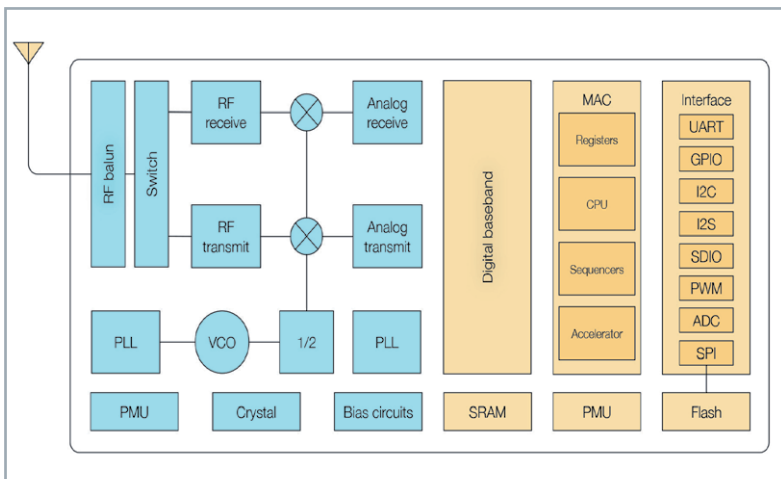 RF balun
Switch
RF
receive
Analog
receive
RF
transmit
Analog
transmit
PLL
VCO
1/2
PLL
PMU
Crystal
Bias circuits
Digital baseband
SRAM
MAC
Registers
CPU
Sequencers
Accelerator
PMU
Interface
UART
GPIO
I2C
I2S
SDIO
PWM
ADC
SPI
Flash